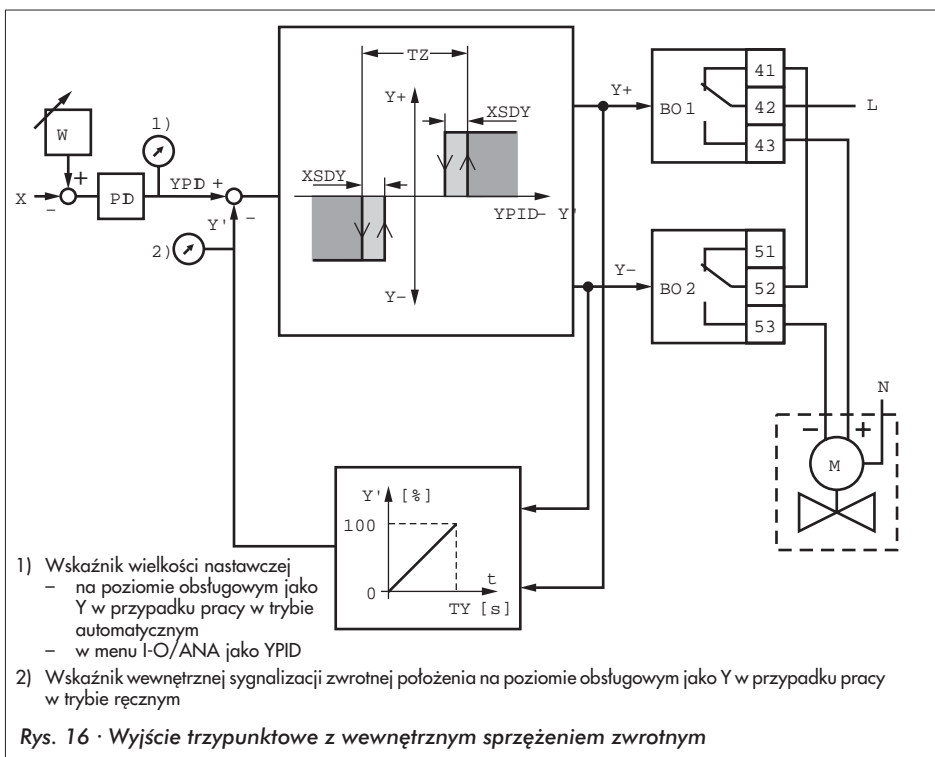 TZ
Y+
XSDY
XSDY
YPID– Y'
Y–
W
1)
X
–
+
PD
YPD +
–
Y'
2)
Y+
BO 1
41
42
43
L
Y–
BO 2
51
52
53
N
– +
M
Y' [%]
100
0
t
TY [s]
1) Wskaźnik wielkości nastawczej
– na poziomie obsługowym jako
Y w przypadku pracy w trybie
automatycznym
– w menu I-O/ANA jako YPID
2) Wskaźnik wewnętrznej sygnalizacji zwrotnej położenia na poziomie obsługowym jako Y w przypadku pracy
w trybie ręcznym
Rys. 16 · Wyjście trzypunktowe z wewnętrznym sprzężeniem zwrotnym